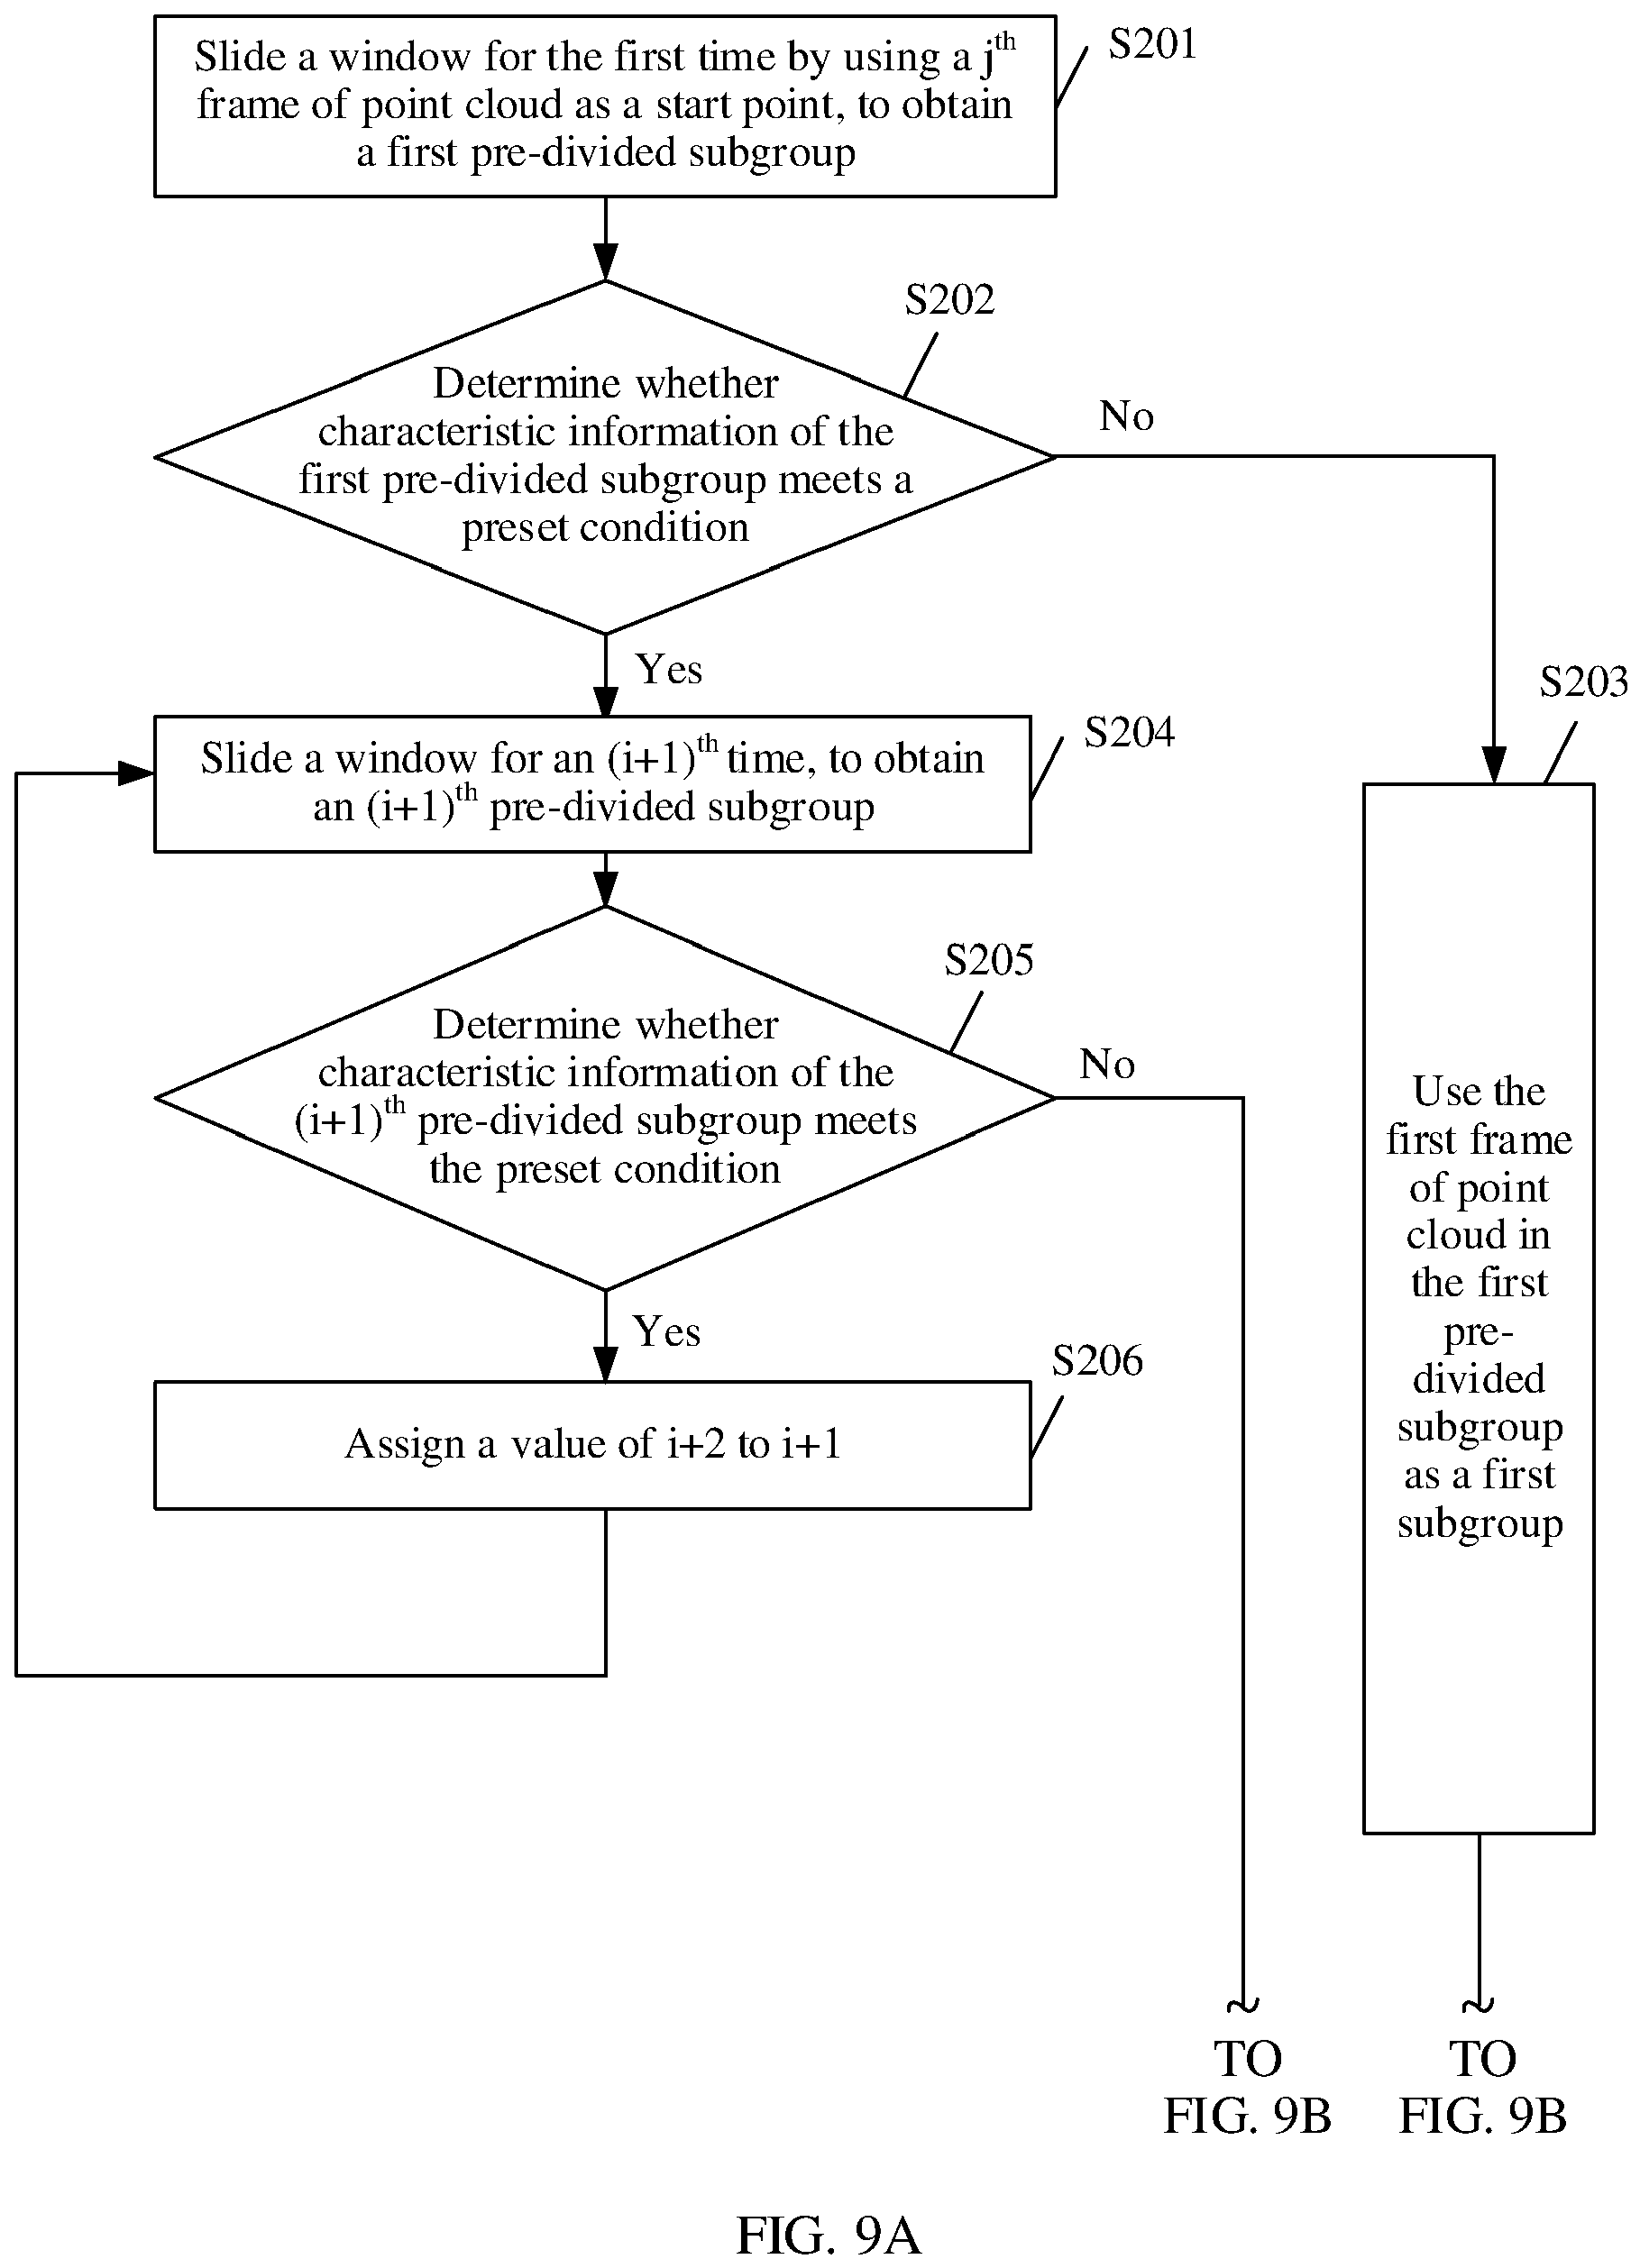 Slide a window for the first time by using a jth
frame of point cloud as a start point, to obtain
a first pre-divided subgroup
S201
S202
Determine whether
characteristic information of the
first pre-divided subgroup meets a
preset condition
No
Yes
S203
S204
Slide a window for an (i+1)th time, to obtain
an (i+1)th pre-divided subgroup
S205
Determine whether
characteristic information of the
(i+1)th pre-divided subgroup meets
the preset condition
No
Use the
first frame
of point
cloud in
the first
pre-
divided
subgroup
as a first
subgroup
Yes
S206
Assign a value of i+2 to i+1
TO
FIG. 9B
TO
FIG. 9B
FIG. 9A